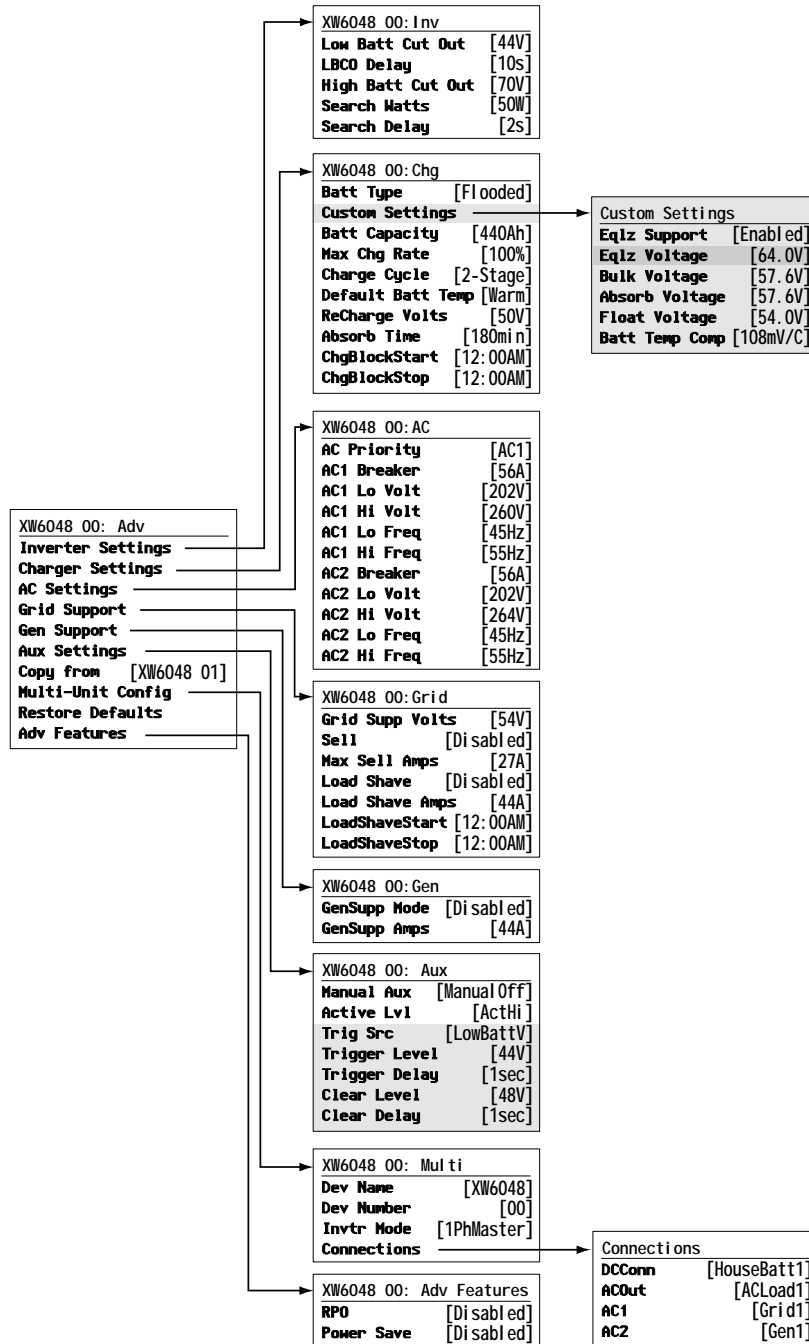 XW6048 00:Inv
Low Batt Cut Out [44V]
LBCO Delay [10s]
High Batt Cut Out [70V]
Search Watts [50W]
Search Delay [2s]
XW6048 00:Chg
Batt Type [Flooded]
Custom Settings
Batt Capacity [440Ah]
Max Chg Rate [100%]
Charge Cycle [2-Stage]
Default Batt Temp [Warm]
ReCharge Volts [50V]
Absorb Time [180min]
ChgBlockStart [12:00AM]
ChgBlockStop [12:00AM]
Custom Settings
Eqlz Support [Enabled]
Eqlz Voltage [64.0V]
Bulk Voltage [57.6V]
Absorb Voltage [57.6V]
Float Voltage [54.0V]
Batt Temp Comp [108mV/C]
XW6048 00:AC
AC Priority [AC1]
AC1 Breaker [56A]
AC1 Lo Volt [202V]
AC1 Hi Volt [260V]
AC1 Lo Freq [45Hz]
AC1 Hi Freq [55Hz]
AC2 Breaker [56A]
AC2 Lo Volt [202V]
AC2 Hi Volt [264V]
AC2 Lo Freq [45Hz]
AC2 Hi Freq [55Hz]
XW6048 00: Adv
Inverter Settings
Charger Settings
AC Settings
Grid Support
Gen Support
Aux Settings
Copy from [XW6048 01]
Multi-Unit Config
Restore Defaults
Adv Features
XW6048 00:Grid
Grid Supp Volts [54V]
Sell [Disabled]
Max Sell Amps [27A]
Load Shave [Disabled]
Load Shave Amps [44A]
LoadShaveStart [12:00AM]
LoadShaveStop [12:00AM]
XW6048 00:Gen
GenSupp Mode [Disabled]
GenSupp Amps [44A]
XW6048 00: Aux
Manual Aux [ManualOff]
Active Lvl [ActHi]
Trig Src [LowBattV]
Trigger Level [44V]
Trigger Delay [1sec]
Clear Level [48V]
Clear Delay [1sec]
XW6048 00: Multi
Dev Name [XW6048]
Dev Number [00]
Invtr Mode [1PhMaster]
Connections
Connections
DCConn [HouseBatt1]
ACOut [ACLoad1]
AC1 [Grid1]
AC2 [Gen1]
XW6048 00: Adv Features
RPO [Disabled]
Power Save [Disabled]